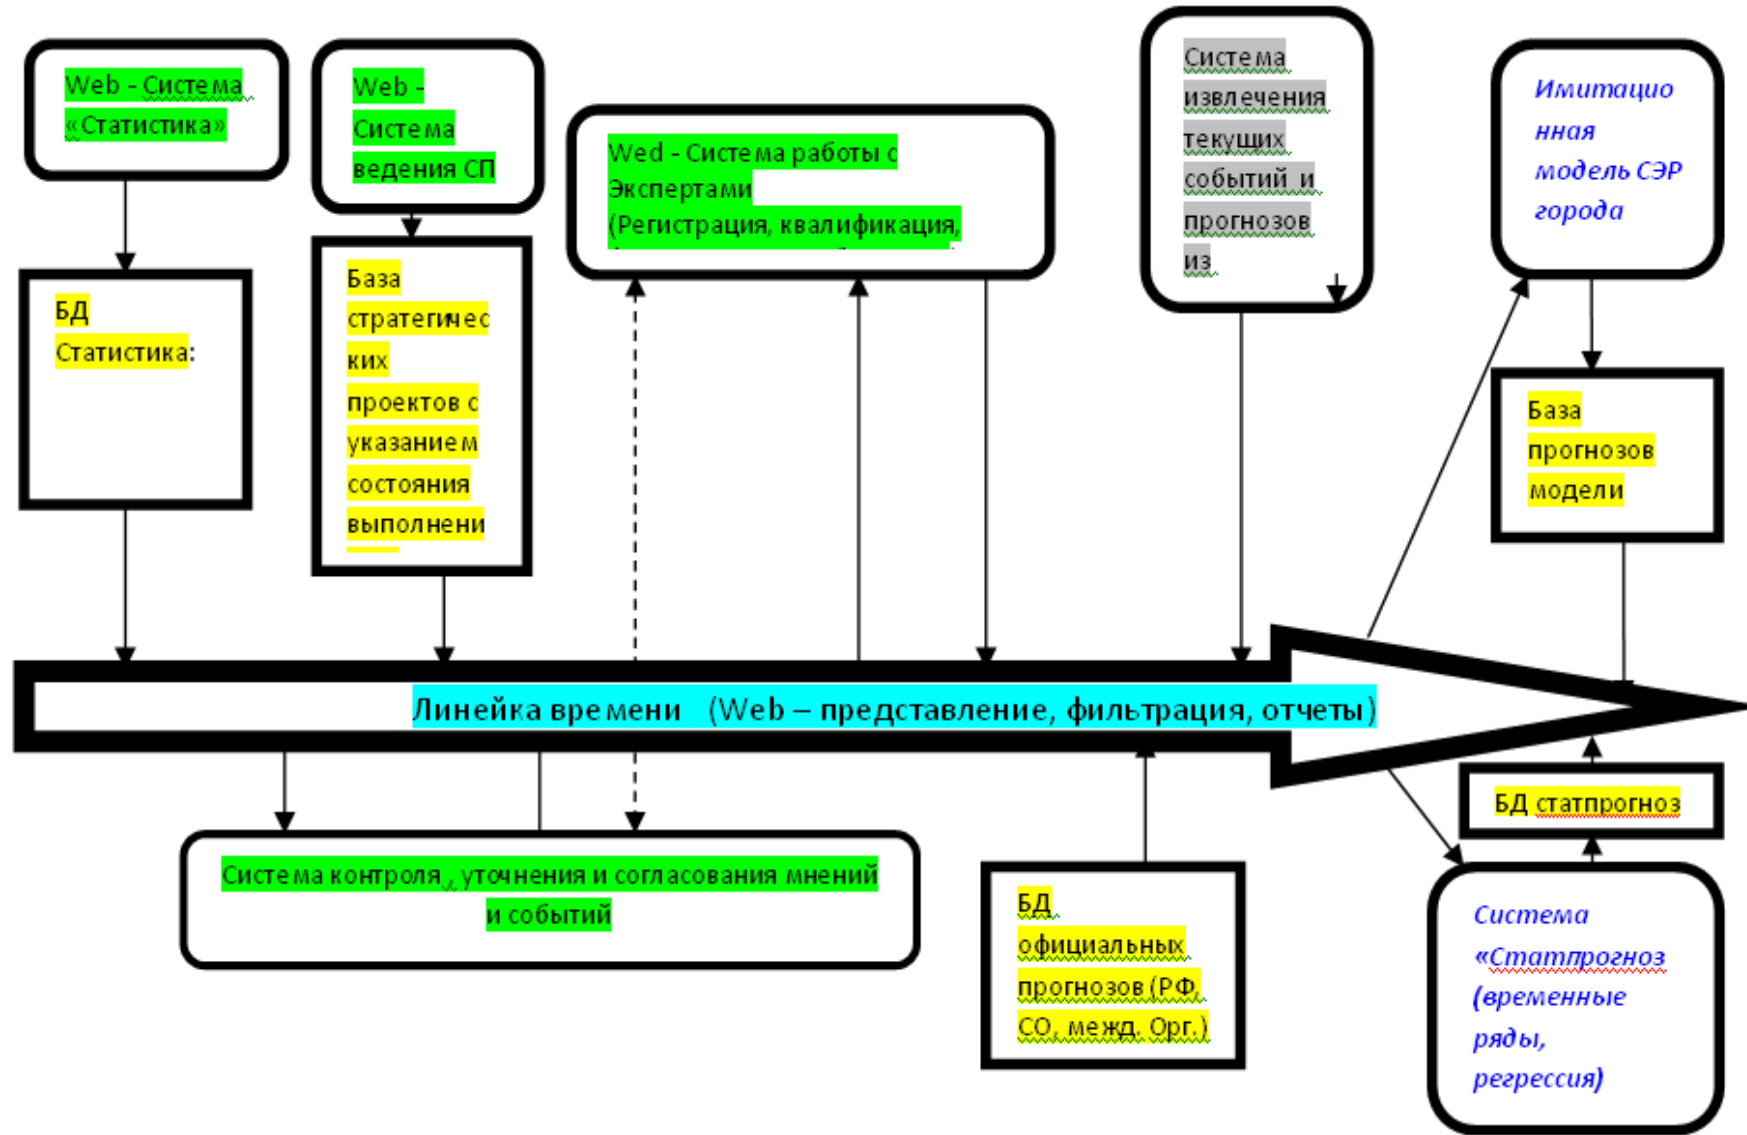 Web - Система
«Статистика»
Web -
Система
ведения СП
Wed - Система работы с
Экспертами
(Регистрация, квалификация,
Система
извлечения
текущих
событий и
прогнозов
из
Имитацио
нная
модель СЭР
города
БД
Статистика:
База
стратегичес
ких
проектов с
указанием
состояния
выполнени
База
прогнозов
модели
Линейка времени (Web – представление, фильтрация, отчеты)
БД статпрогноз
Система контроля , уточнения и согласования мнений
и событий
БД
официальных
прогнозов (РФ,
СО, межд. Орг.)
Система
«Статпрогноз
(временные
ряды,
регрессия)